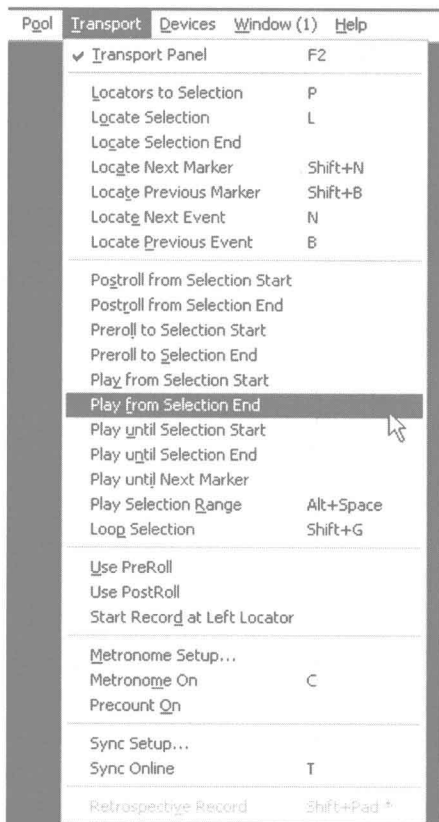 Pool Transport Devices Window (1) Help
✓ Transport Panel F2
Locators to Selection P
Locate Selection L
Locate Selection End
Locate Next Marker Shift+N
Locate Previous Marker Shift+B
Locate Next Event N
Locate Previous Event B
Postroll from Selection Start
Postroll from Selection End
Preroll to Selection Start
Preroll to Selection End
Play from Selection Start
Play from Selection End
Play until Selection Start
Play until Selection End
Play until Next Marker
Play Selection Range Alt+Space
Loop Selection Shift+G
Use PreRoll
Use PostRoll
Start Record at Left Locator
Metronome Setup...
Metronome On C
Precount On
Sync Setup...
Sync Online T
Retrospective Record Shift+Pad *